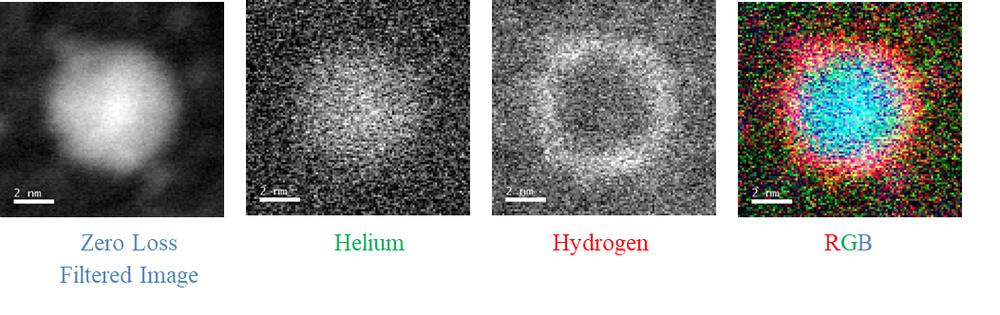 2 nm
2 nm
2 nm
2 nm
Zero Loss
Filtered Image
Helium
Hydrogen
RGB